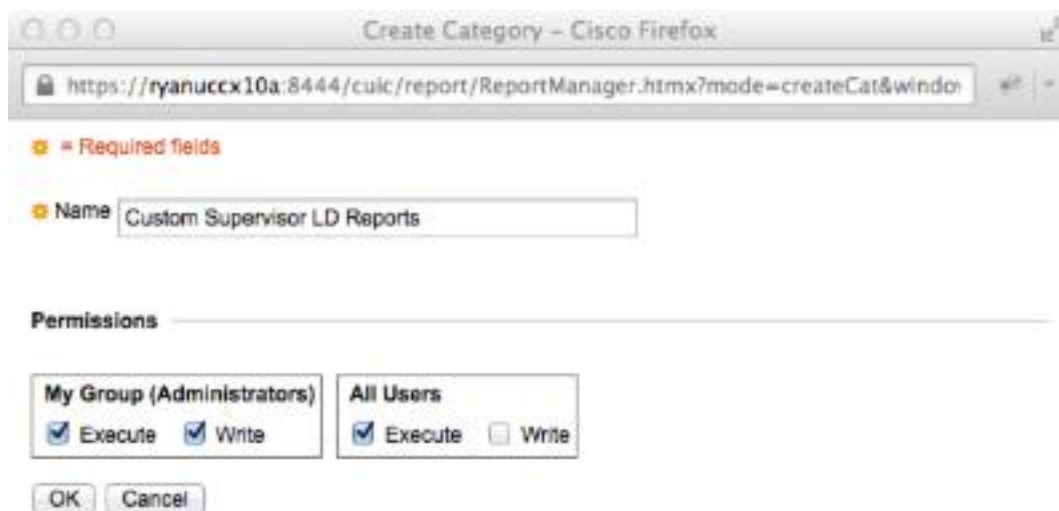 Create Category – Cisco Firefox
https://ryanuccx10a:8444/cuic/report/ReportManager.htmx?mode=createCat&window
= Required fields
Name Custom Supervisor LD Reports
Permissions
My Group (Administrators) All Users
Execute Write Execute Write
OK Cancel